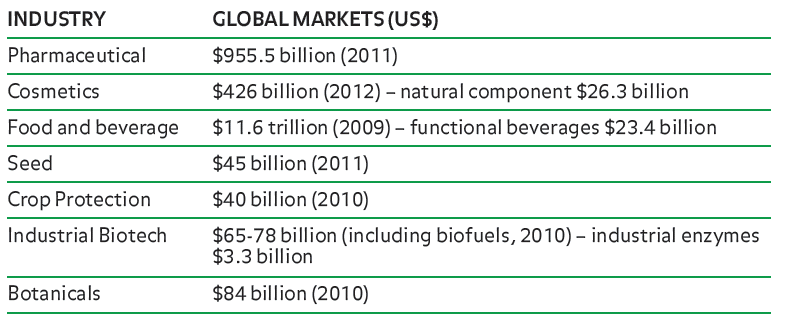 INDUSTRY GLOBAL MARKETS (US$)
Pharmaceutical $955.5 billion (2011)
Cosmetics $426 billion (2012) – natural component $26.3 billion
Food and beverage $11.6 trillion (2009) – functional beverages $23.4 billion
Seed $45 billion (2011)
Crop Protection $40 billion (2010)
Industrial Biotech $65-78 billion (including biofuels, 2010) – industrial enzymes
$3.3 billion
Botanicals $84 billion (2010)